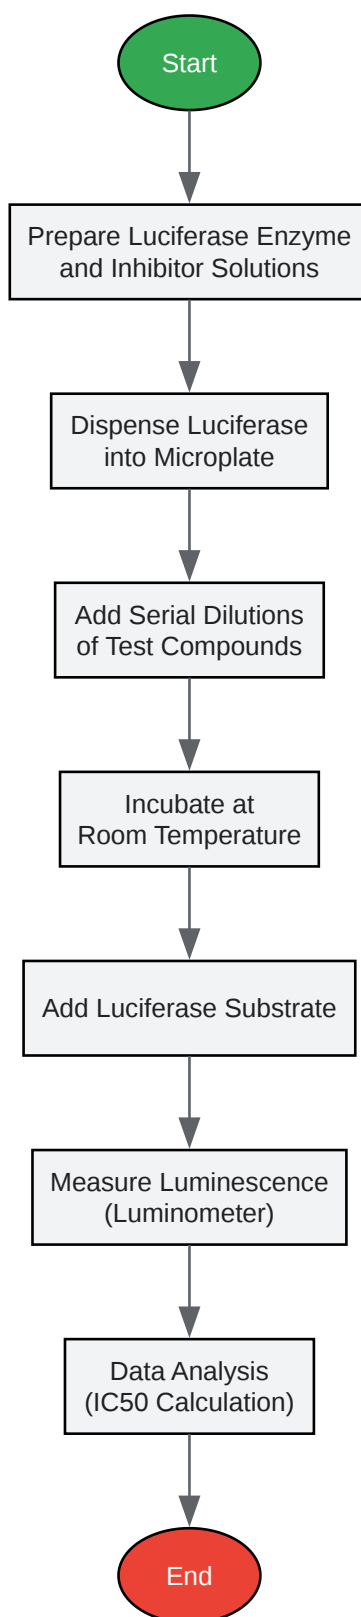 Start
Prepare Luciferase Enzyme
and Inhibitor Solutions
Dispense Luciferase
into Microplate
Add Serial Dilutions
of Test Compounds
Incubate at
Room Temperature
Add Luciferase Substrate
Measure Luminescence
(Luminometer)
Data Analysis
(IC50 Calculation)
End